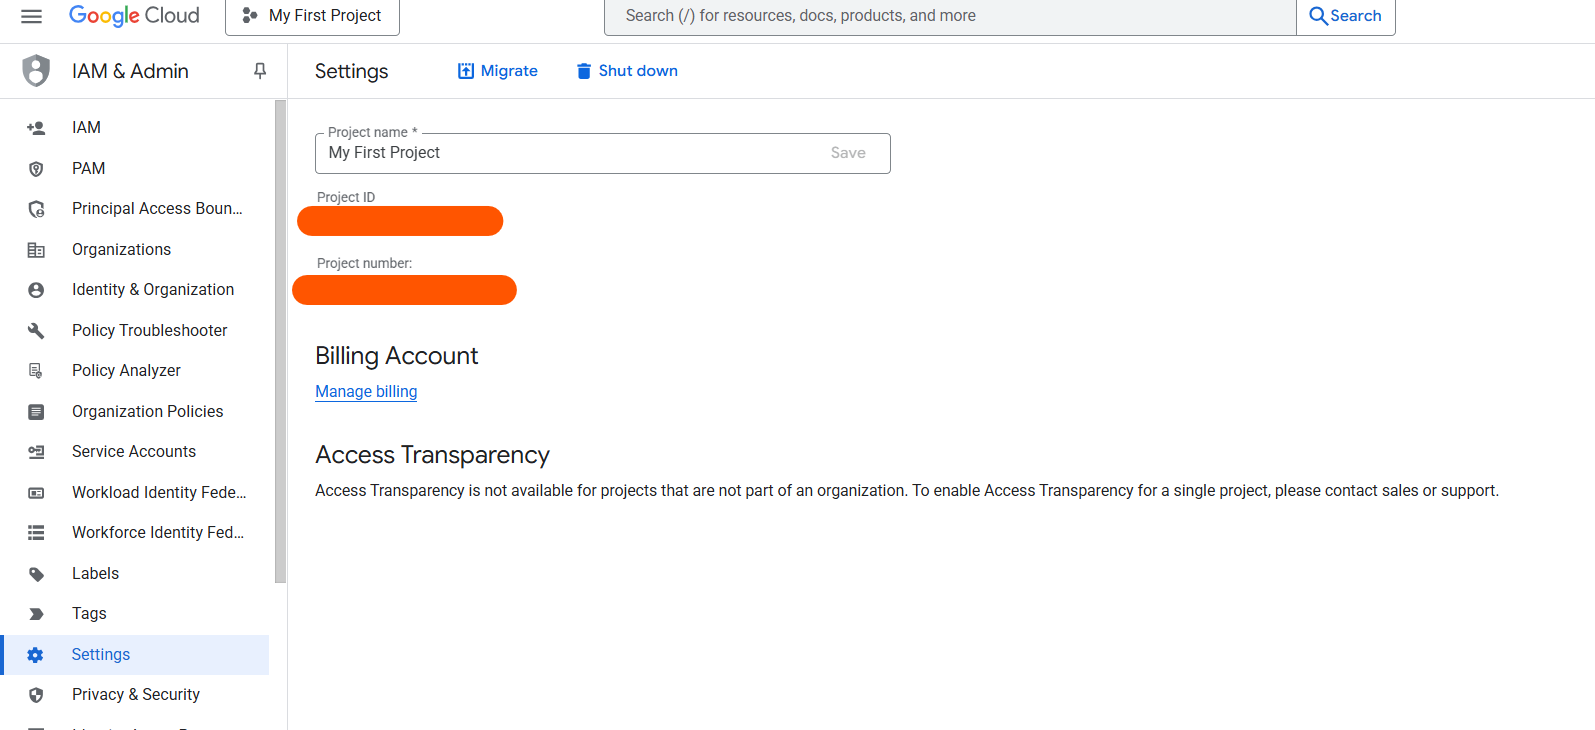 Google Cloud
My First Project
Search (/) for resources, docs, products, and more
Search
IAM & Admin
Settings
Migrate
Shut down
IAM
PAM
Principal Access Boun...
Organizations
Identity & Organization
Policy Troubleshooter
Policy Analyzer
Organization Policies
Service Accounts
Workload Identity Fede...
Workforce Identity Fed...
Labels
Tags
Settings
Privacy & Security
Project name *
My First Project
Save
Project ID
Project number:
Billing Account
Manage billing
Access Transparency
Access Transparency is not available for projects that are not part of an organization. To enable Access Transparency for a single project, please contact sales or support.